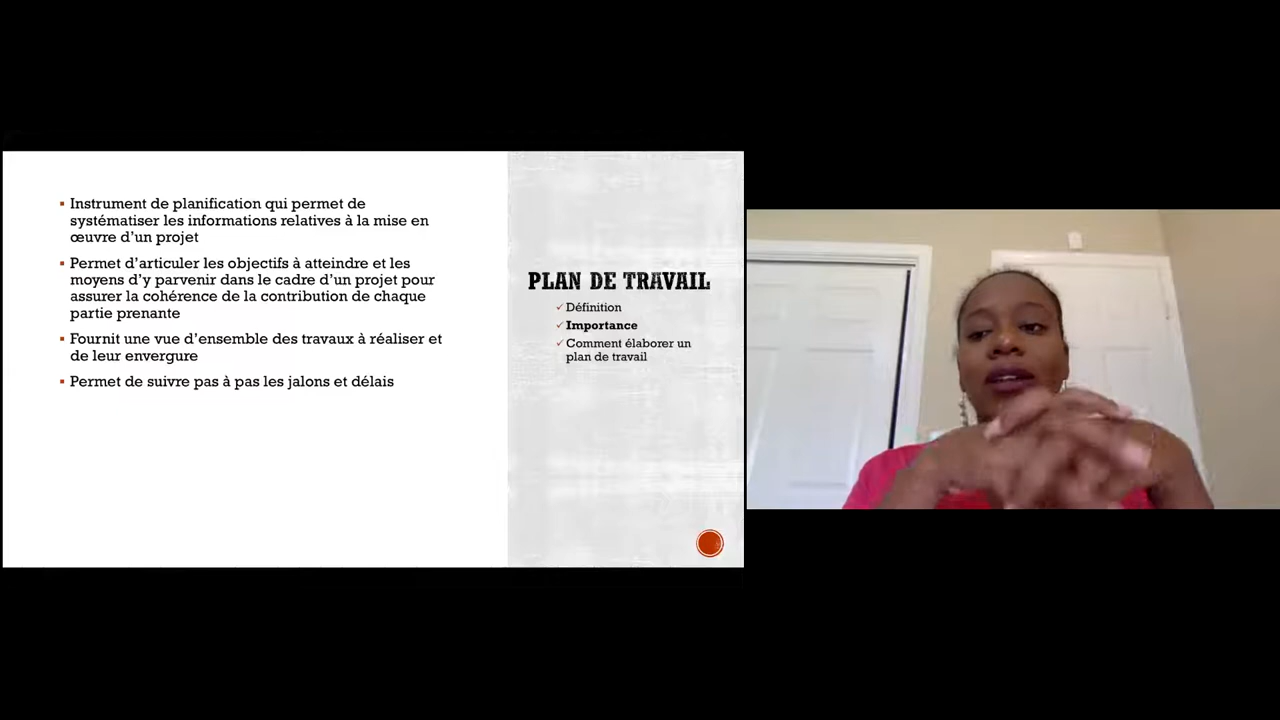 Instrument de planification qui permet de
systématiser les informations relatives à la mise en
œuvre d’un projet
Permet d’articuler les objectifs à atteindre et les
moyens d’y parvenir dans le cadre d’un projet pour
assurer la cohérence de la contribution de chaque
partie prenante
Fournit une vue d’ensemble des travaux à réaliser et
de leur envergure
Permet de suivre pas à pas les jalons et délais
PLAN DE TRAVAIL
Définition
Importance
Comment élaborer un
plan de travail